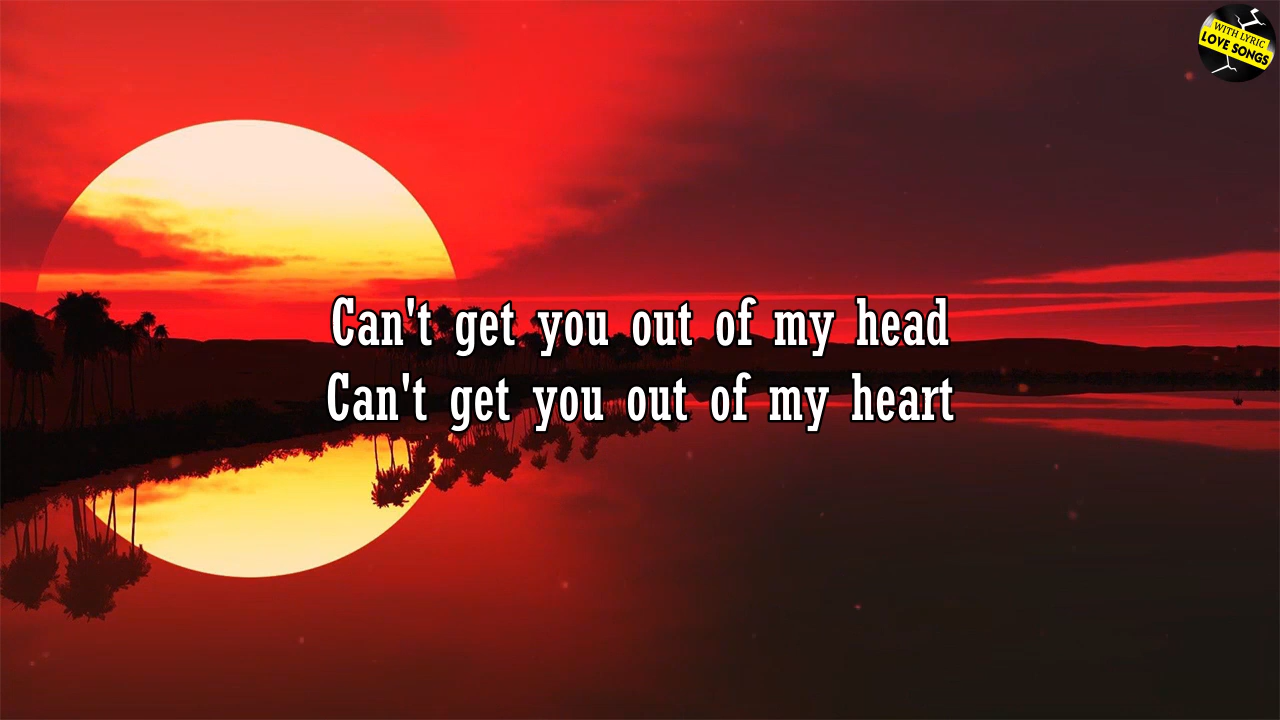 WITH LYRIC
LOVE SONGS
Can't get you out of my head
Can't get you out of my heart